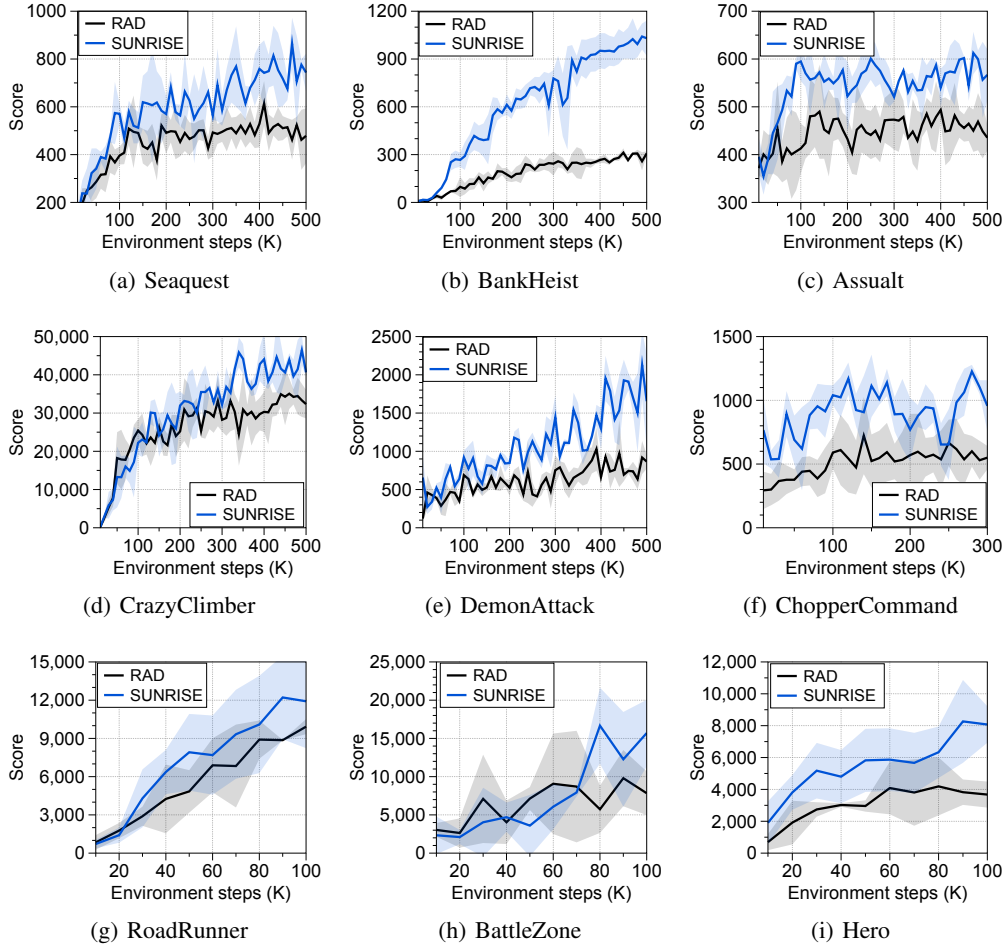 1000
800
600
400
200
Score
RAD
SUNRISE
100 200 300 400 500
Environment steps (K)
(a) Seaquest
1200
900
600
300
0
Score
RAD
SUNRISE
100 200 300 400 500
Environment steps (K)
(b) BankHeist
700
600
500
400
300
Score
RAD
SUNRISE
100 200 300 400 500
Environment steps (K)
(c) Assualt
50,000
40,000
30,000
20,000
10,000
0
Score
RAD
SUNRISE
100 200 300 400 500
Environment steps (K)
(d) CrazyClimber
2500
2000
1500
1000
500
0
Score
RAD
SUNRISE
100 200 300 400 500
Environment steps (K)
(e) DemonAttack
1500
1000
500
0
Score
RAD
SUNRISE
100 200 300
Environment steps (K)
(f) ChopperCommand
15,000
12,000
9,000
6,000
3,000
0
Score
RAD
SUNRISE
20 40 60 80 100
Environment steps (K)
(g) RoadRunner
25,000
20,000
15,000
10,000
5,000
0
Score
RAD
SUNRISE
20 40 60 80 100
Environment steps (K)
(h) BattleZone
12,000
10,000
8,000
6,000
4,000
2,000
0
Score
RAD
SUNRISE
20 40 60 80 100
Environment steps (K)
(i) Hero